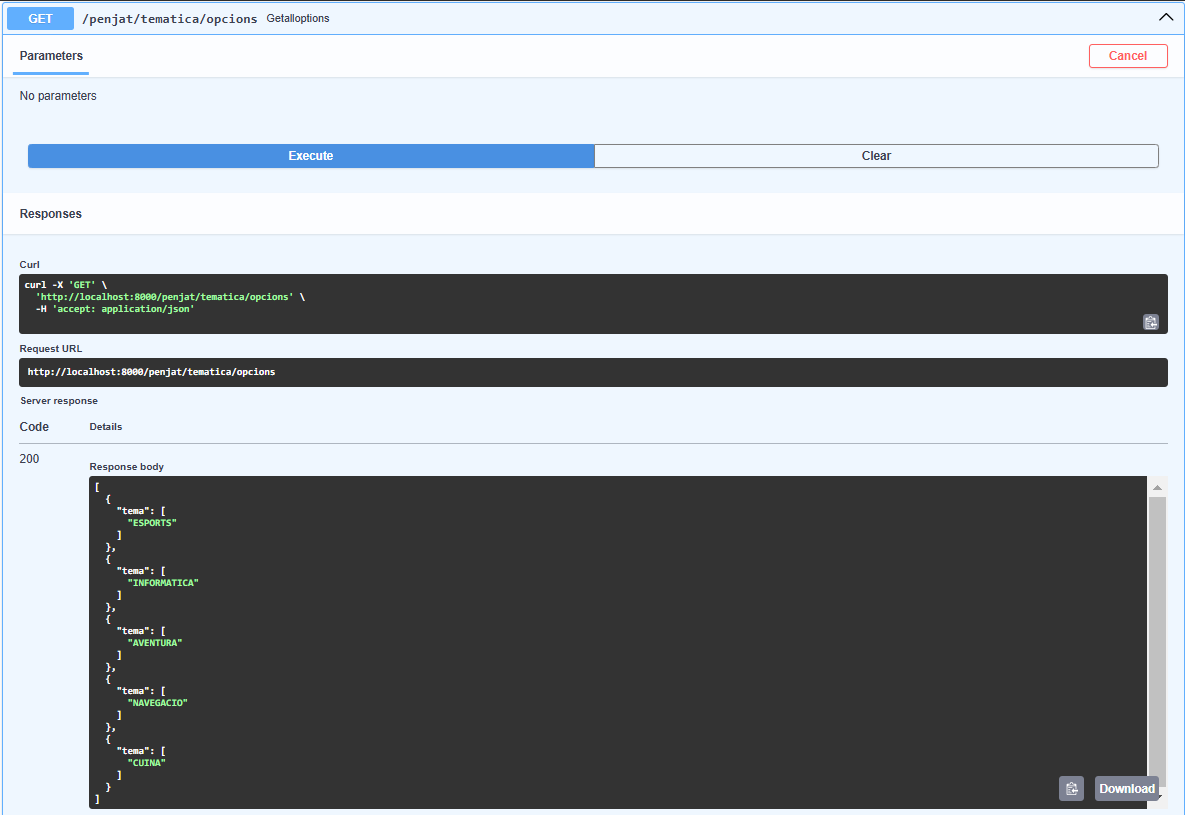 GET /penjat/tematica/opcions Getalloptions
Parameters
Cancel
No parameters
Execute
Clear
Responses
Curl
curl -X 'GET' \
  'http://localhost:8000/penjat/tematica/opcions' \
  -H 'accept: application/json'
Request URL
http://localhost:8000/penjat/tematica/opcions
Server response
Code Details
200
Response body
[
  {
    "tema": [
      "ESPORTS"
    ]
  },
  {
    "tema": [
      "INFORMATICA"
    ]
  },
  {
    "tema": [
      "AVENTURA"
    ]
  },
  {
    "tema": [
      "NAVEGACIO"
    ]
  },
  {
    "tema": [
      "CUINA"
    ]
  }
]
Download